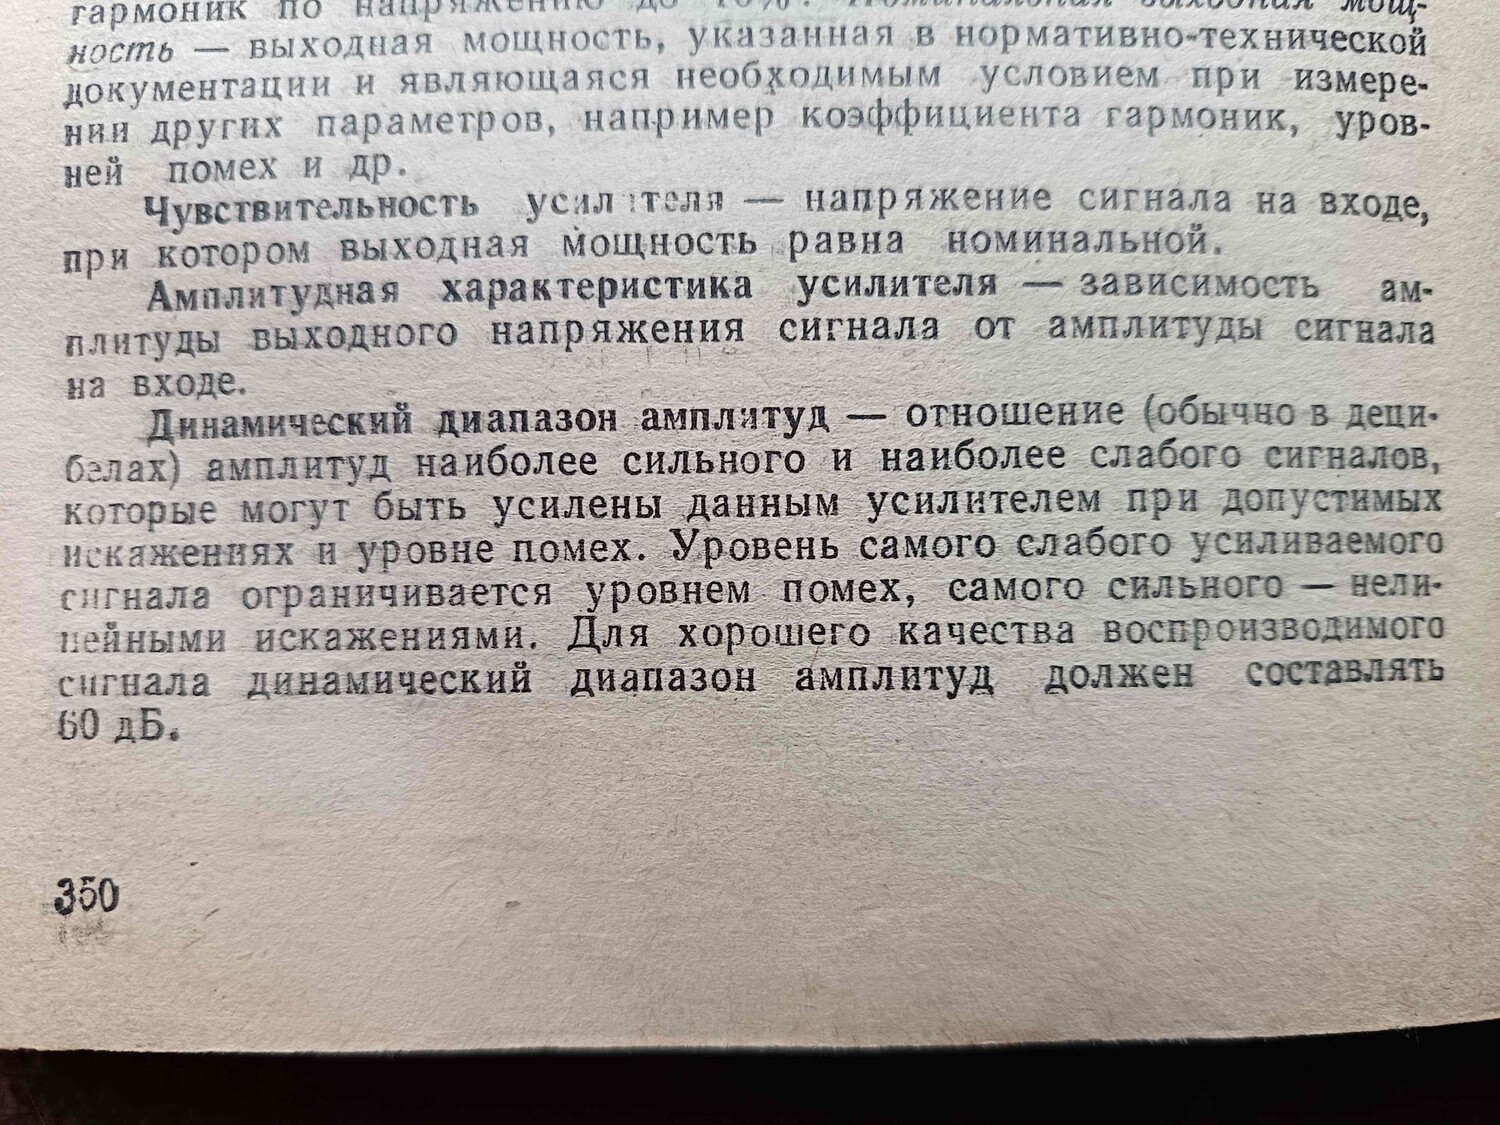 гармоник по напряжению до 10%. Номинальная выходная мощ-
ность — выходная мощность, указанная в нормативно-технической
документации и являющаяся необходимым условием при измере-
нии других параметров, например коэффициента гармоник, уров-
ней помех и др.
Чувствительность усилителя — напряжение сигнала на входе,
при котором выходная мощность равна номинальной.
Амплитудная характеристика усилителя — зависимость ам-
плитуды выходного напряжения сигнала от амплитуды сигнала
на входе.
Динамический диапазон амплитуд — отношение (обычно в деци-
белах) амплитуд наиболее сильного и наиболее слабого сигналов,
которые могут быть усилены данным усилителем при допустимых
искажениях и уровне помех. Уровень самого слабого усиливаемого
сигнала ограничивается уровнем помех, самого сильного — нели-
нейными искажениями. Для хорошего качества воспроизводимого
сигнала динамический диапазон амплитуд должен составлять
60 дБ.
350